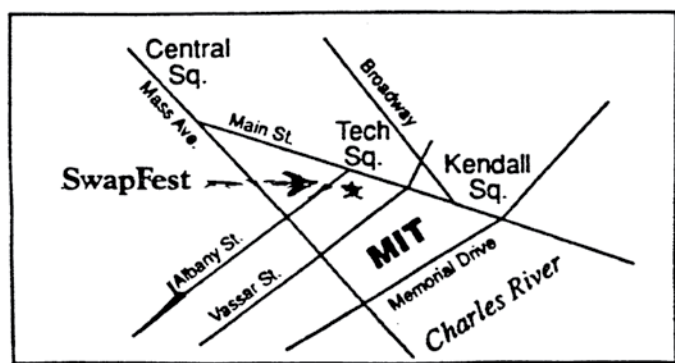 Central
Sq.
Mass Ave.
Main St.
Broadway
Tech
Sq.
Kendall
Sq.
SwapFest
MIT
Albany St.
Vassar St.
Memorial Drive
Charles River